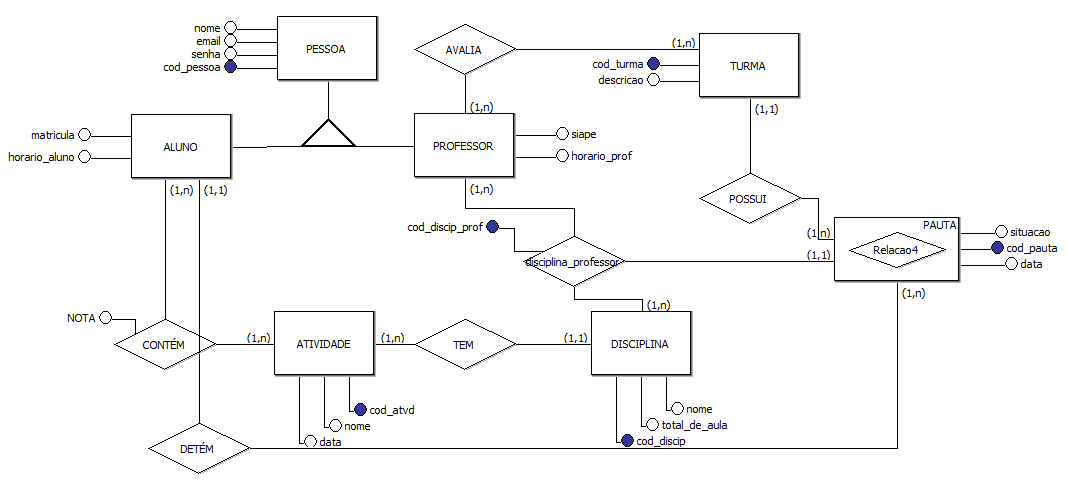 nome
email
senha
cod_pessoa
PESSOA
AVALIA
(1,n)
cod_turma
descricao
TURMA
(1,1)
matricula
horario_aluno
ALUNO
(1,n)
(1,1)
(1,n)
PROFESSOR
(1,n)
siape
horario_prof
POSSUI
cod_discip_prof
disciplina_professor
(1,n)
(1,1)
PAUTA
Relacao4
situacao
cod_pauta
data
(1,n)
(1,n)
NOTA
CONTÉM
(1,n)
ATIVIDADE
(1,n)
TEM
(1,1)
DISCIPLINA
cod_atvd
nome
data
nome
total_de_aula
cod_discip
DETÉM